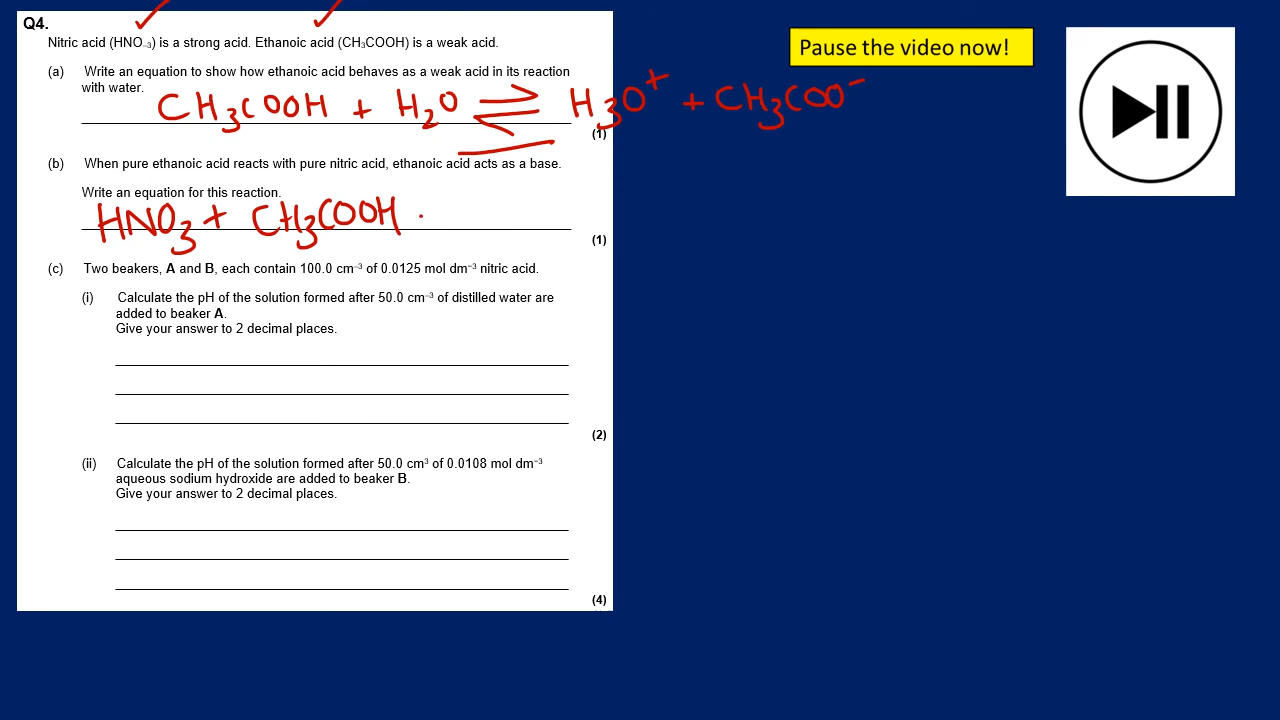 Q4.
Nitric acid (HNO₋₃) is a strong acid. Ethanoic acid (CH₃COOH) is a weak acid.
Pause the video now!
(a) Write an equation to show how ethanoic acid behaves as a weak acid in its reaction
with water.
CH₃COOH + H₂O ⇌ H₃O⁺ + CH₃COO⁻
(1)
(b) When pure ethanoic acid reacts with pure nitric acid, ethanoic acid acts as a base.
Write an equation for this reaction.
HNO₃ + CH₃COOH
(1)
(c) Two beakers, A and B, each contain 100.0 cm⁻³ of 0.0125 mol dm⁻³ nitric acid.
(i) Calculate the pH of the solution formed after 50.0 cm⁻³ of distilled water are
added to beaker A.
Give your answer to 2 decimal places.
(2)
(ii) Calculate the pH of the solution formed after 50.0 cm³ of 0.0108 mol dm⁻³
aqueous sodium hydroxide are added to beaker B.
Give your answer to 2 decimal places.
(4)